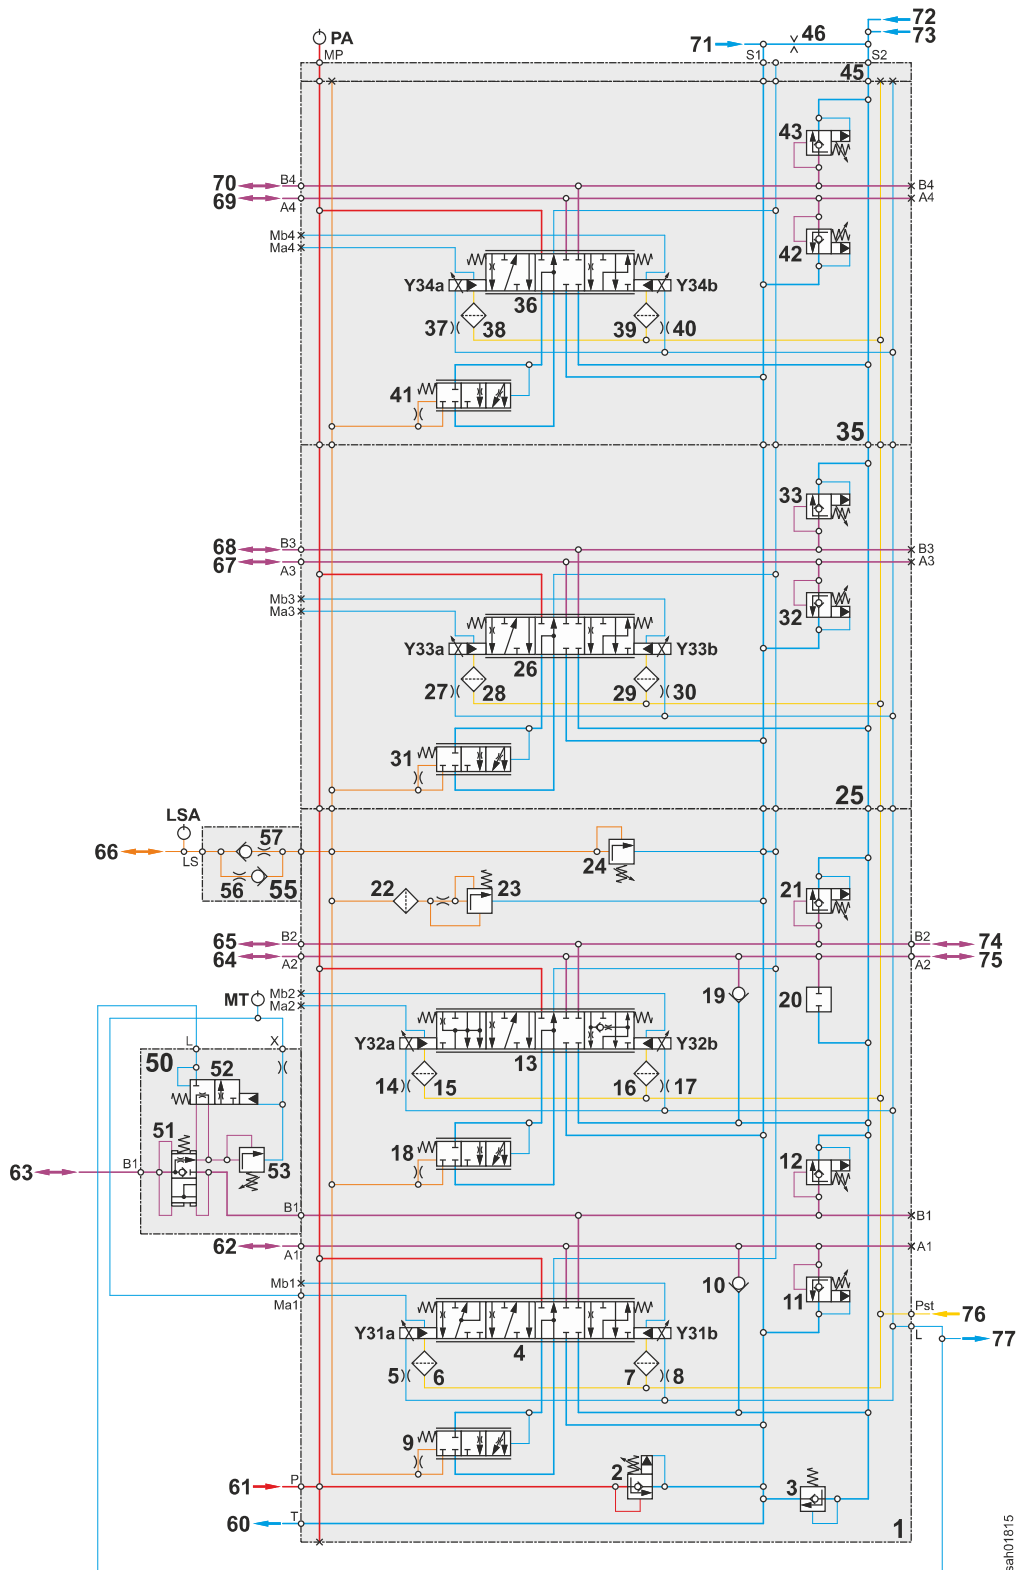 72
PA
71
46
73
MP
S1
S2
45
43
70
B4
B4
69
A4
A4
Mb4
Ma4
42
Y34a
36
Y34b
37
38
39
40
41
35
33
68
B3
B3
67
A3
A3
Mb3
Ma3
32
Y33a
26
Y33b
27
28
29
30
31
25
LSA
66
57
LS
24
56
55
22
23
21
65
B2
B2
74
64
A2
A2
75
MT
Mb2
Ma2
19
20
L
X
Y32a
13
Y32b
50
52
14
15
16
17
51
18
12
63
B1
53
B1
62
A1
A1
Mb1
Ma1
10
11
Pst
76
Y31a
4
Y31b
L
77
5
6
7
8
9
2
3
61
P
60
T
1
sah01815